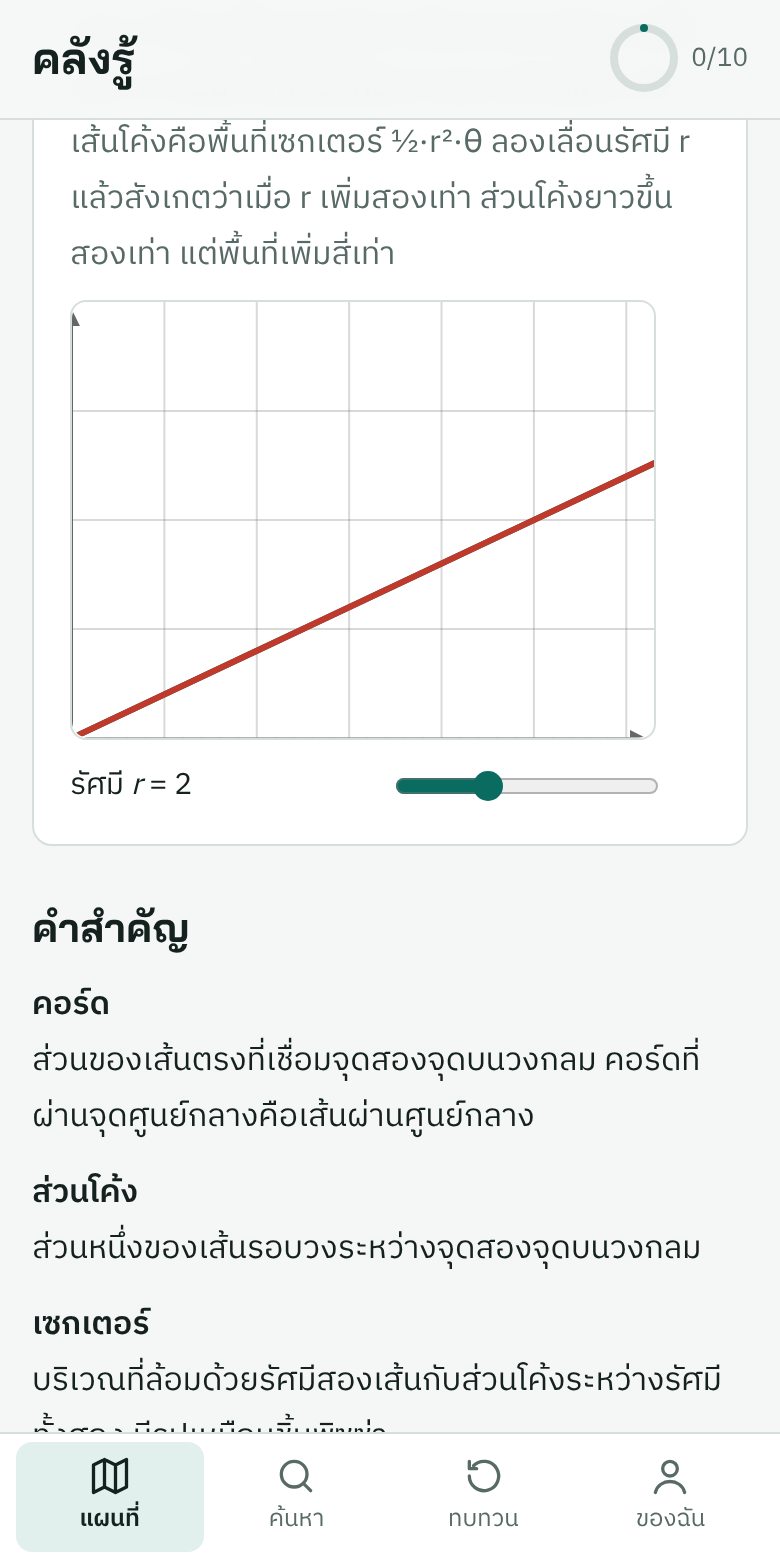 คลังรู้
0/10
เส้นโค้งคือพื้นที่เซกเตอร์ ½·r²·θ ลองเลื่อนรัศมี r
แล้วสังเกตว่าเมื่อ r เพิ่มสองเท่า ส่วนโค้งยาวขึ้น
สองเท่า แต่พื้นที่เพิ่มสี่เท่า
รัศมี r = 2
คำสำคัญ
คอร์ด
ส่วนของเส้นตรงที่เชื่อมจุดสองจุดบนวงกลม คอร์ดที่
ผ่านจุดศูนย์กลางคือเส้นผ่านศูนย์กลาง
ส่วนโค้ง
ส่วนหนึ่งของเส้นรอบวงระหว่างจุดสองจุดบนวงกลม
เซกเตอร์
บริเวณที่ล้อมด้วยรัศมีสองเส้นกับส่วนโค้งระหว่างรัศมี
แผนที่
ค้นหา
ทบทวน
ของฉัน